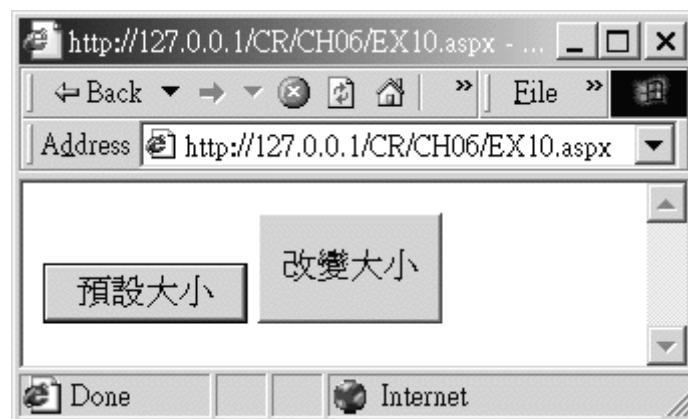 http://127.0.0.1/CR/CH06/EX10.aspx - ...
Back » File »
Address http://127.0.0.1/CR/CH06/EX10.aspx
預設大小 改變大小
Done Internet